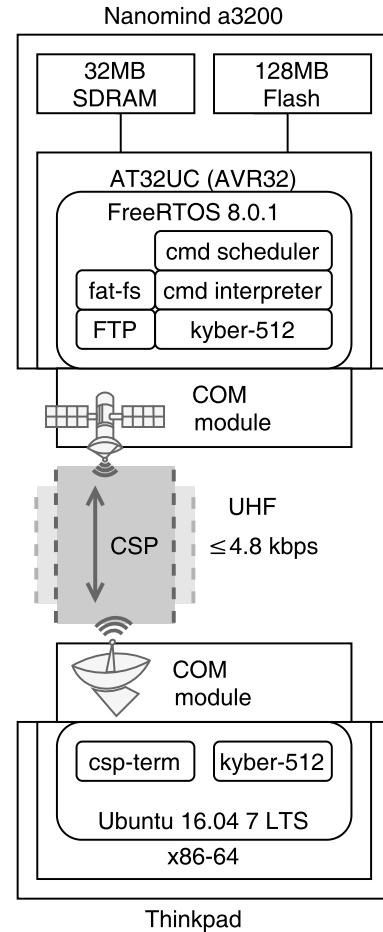 Nanomind a3200
32MB
SDRAM
128MB
Flash
AT32UC (AVR32)
FreeRTOS 8.0.1
cmd scheduler
fat-fs
cmd interpreter
FTP
kyber-512
COM
module
UHF
CSP
≤4.8 kbps
COM
module
csp-term
kyber-512
Ubuntu 16.04 7 LTS
x86-64
Thinkpad